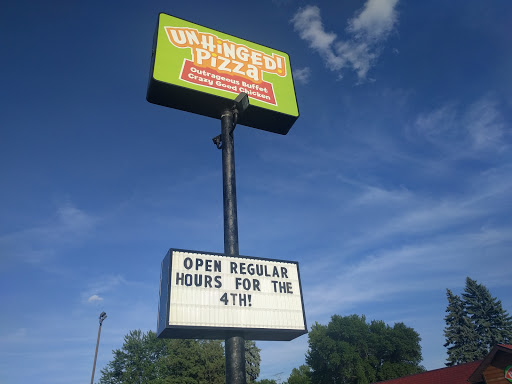 UNHiNGED!
Pizza
Outrageous Buffet
Crazy Good Chicken
OPEN REGULAR
HOURS FOR THE
4TH!